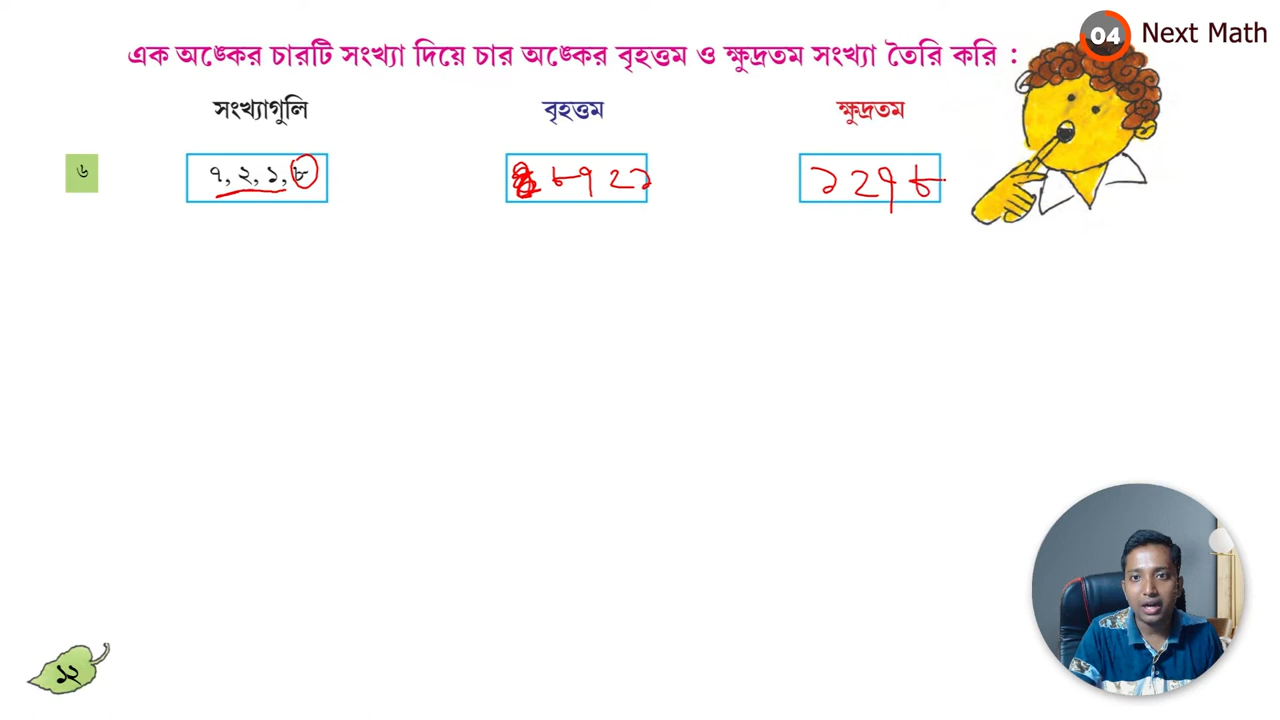 04 Next Math
এক অঙ্কের চারটি সংখ্যা দিয়ে চার অঙ্কের বৃহত্তম ও ক্ষুদ্রতম সংখ্যা তৈরি করি :
সংখ্যাগুলি বৃহত্তম ক্ষুদ্রতম
৬ ৭, ২, ১, ৮ ৮৭২১ ১২৭৮
১২